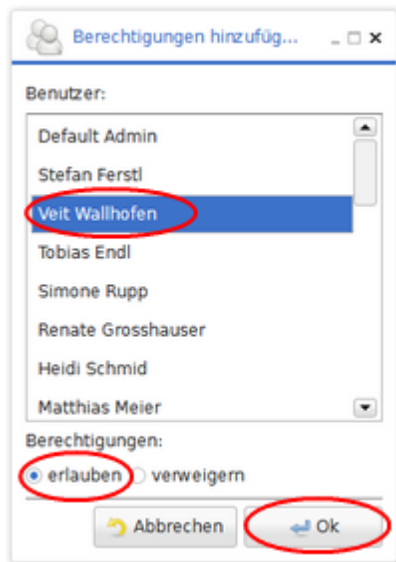 Berechtigungen hinzufüg...
Benutzer:
Default Admin
Stefan Ferstl
Veit Wallhofen
Tobias Endl
Simone Rupp
Renate Grosshauser
Heidi Schmid
Matthias Meier
Berechtigungen:
erlauben verweigern
Abbrechen Ok